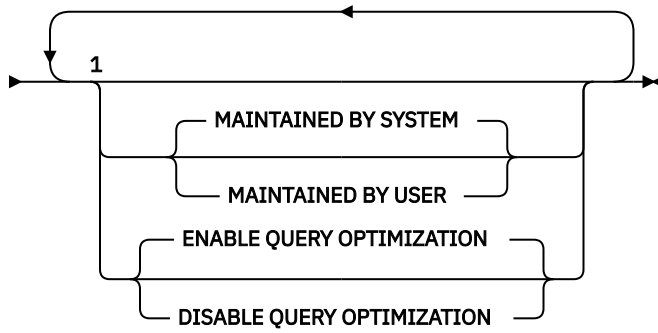 1
MAINTAINED BY SYSTEM
MAINTAINED BY USER
ENABLE QUERY OPTIMIZATION
DISABLE QUERY OPTIMIZATION